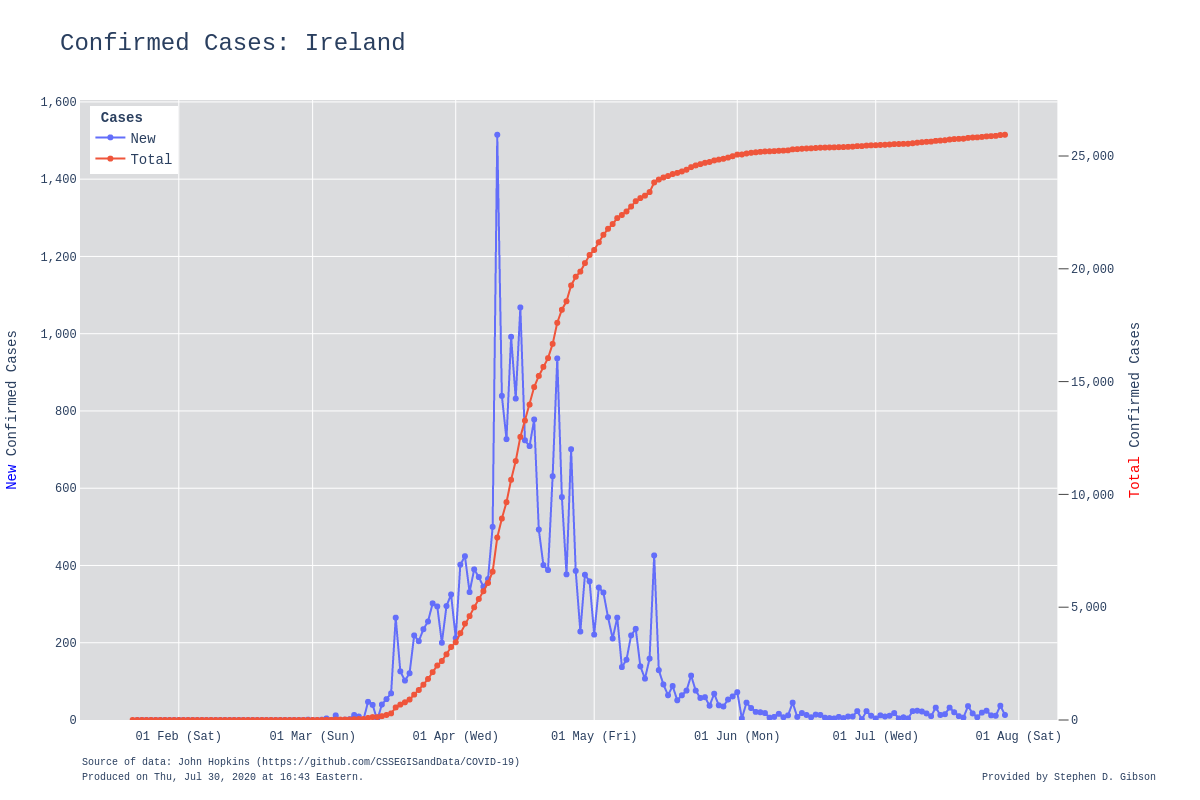 Confirmed Cases: Ireland
Cases
New
Total
1,600
1,400
1,200
1,000
800
600
400
200
0
New Confirmed Cases
25,000
20,000
15,000
10,000
5,000
0
Total Confirmed Cases
01 Feb (Sat)
01 Mar (Sun)
01 Apr (Wed)
01 May (Fri)
01 Jun (Mon)
01 Jul (Wed)
01 Aug (Sat)
Source of data: John Hopkins (https://github.com/CSSEGISandData/COVID-19)
Produced on Thu, Jul 30, 2020 at 16:43 Eastern.
Provided by Stephen D. Gibson